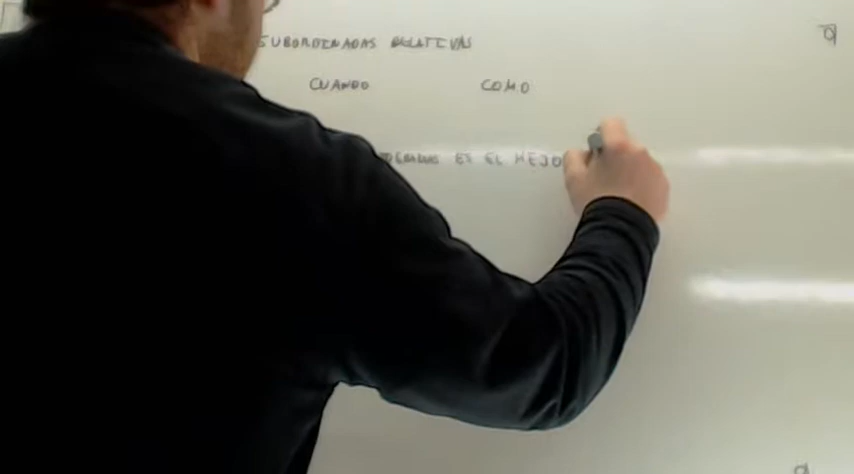 SUBORDINADAS RELATIVAS
CUANDO COMO
ES EL MEJO